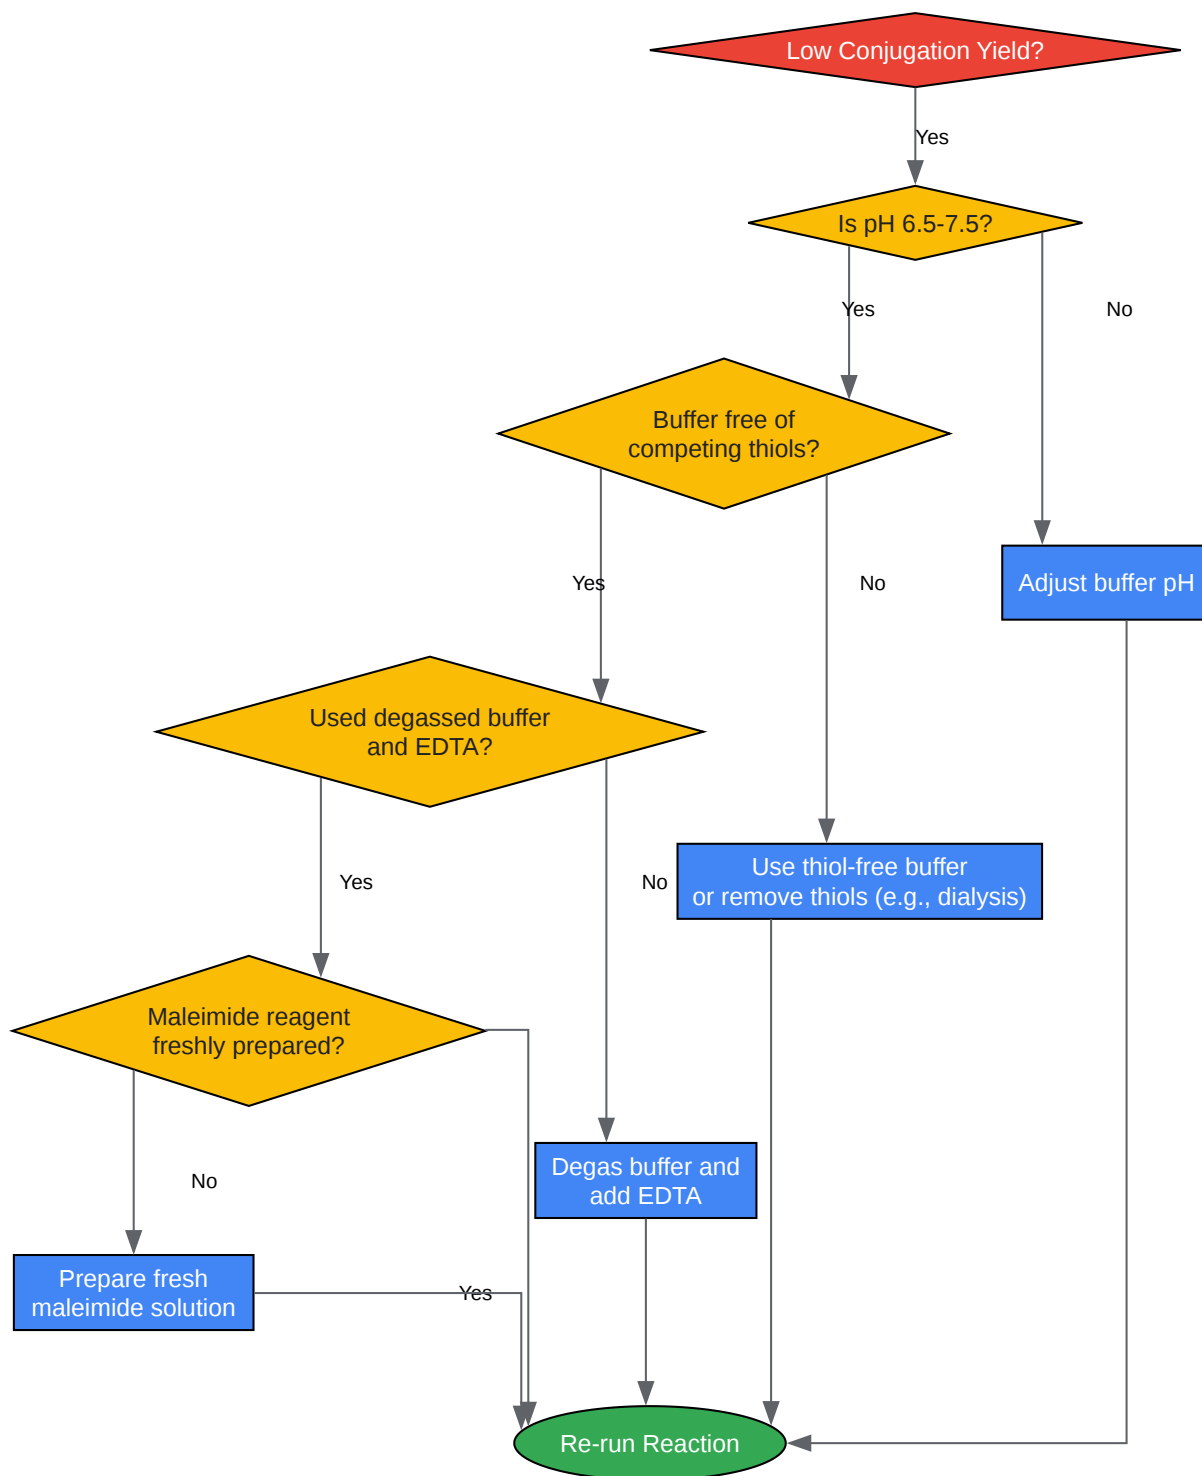 Low Conjugation Yield?
Yes
Is pH 6.5-7.5?
Yes
No
Buffer free of
competing thiols?
Yes
No
Adjust buffer pH
Used degassed buffer
and EDTA?
Yes
No
Use thiol-free buffer
or remove thiols (e.g., dialysis)
Maleimide reagent
freshly prepared?
No
Degas buffer and
add EDTA
Prepare fresh
maleimide solution
Yes
Re-run Reaction